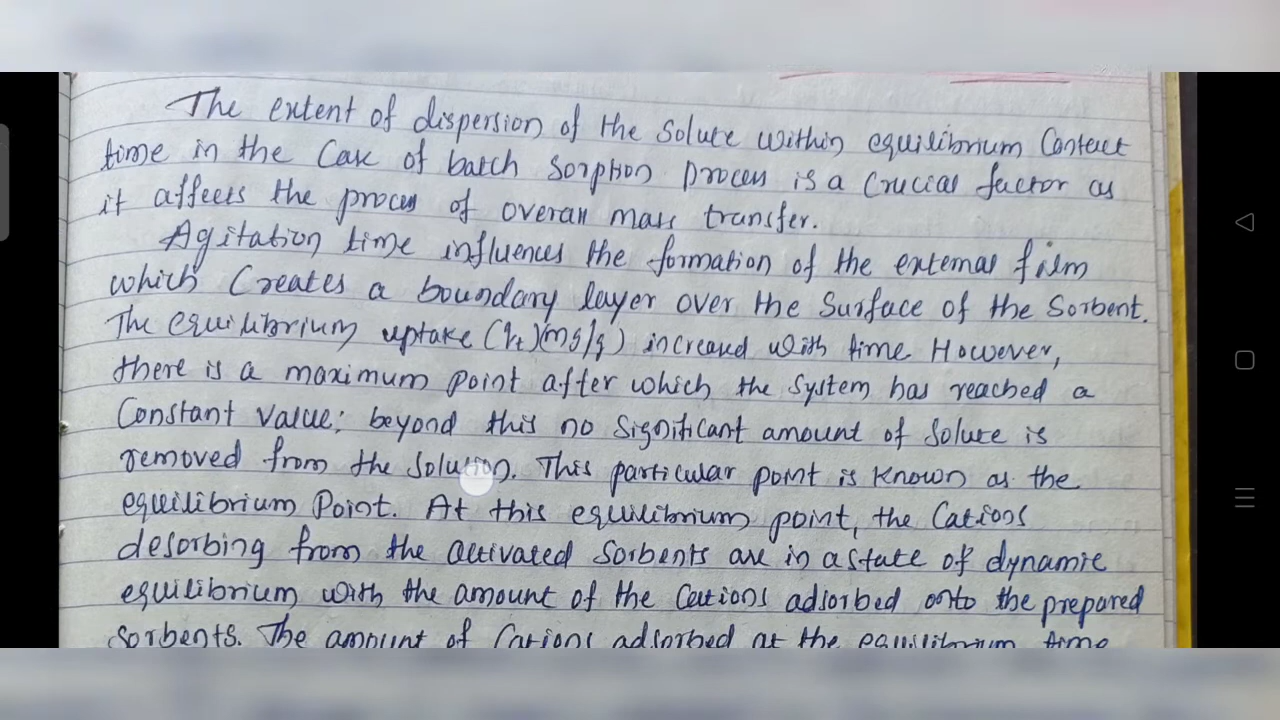 The extent of dispersion of the solute within equilibrium Contact
time in the Case of batch sorption process is a crucial factor as
it affects the process of overall mass transfer.
Agitation time influences the formation of the external film
which Creates a boundary layer over the Surface of the Sorbent.
The equilibrium uptake (mg/g) increased with time However,
there is a maximum point after which the system has reached a
Constant value; beyond this no significant amount of solute is
removed from the solution. This particular point is known as the
equilibrium Point. At this equilibrium point, the Cations
desorbing from the activated Sorbents are in a state of dynamic
equilibrium with the amount of the Cations adsorbed onto the prepared
Sorbents. The amount of Cations adsorbed at the equilibrium time